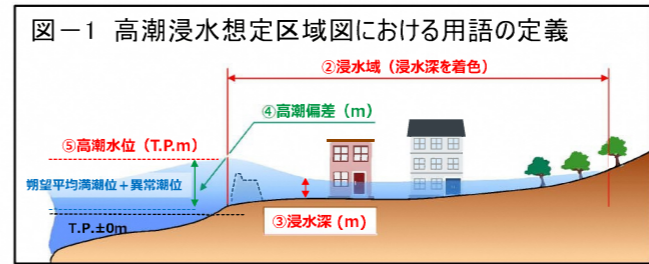 図－1 高潮浸水想定区域図における用語の定義
②浸水域（浸水深を着色）
④高潮偏差（m）
⑤高潮水位（T.P.m）
朔望平均満潮位＋異常潮位
③浸水深（m）
T.P.±0m